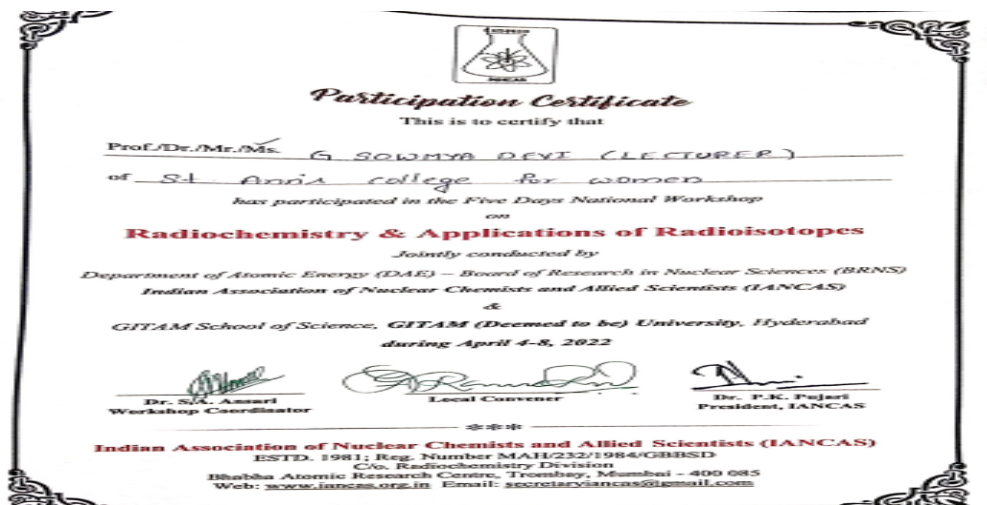 IANCAS
Participation Certificate
This is to certify that
Prof./Dr./Mr./Ms. G SOWMYA DEVI (LECTURER)
of St Ann's college for women
has participated in the Five Days National Workshop
on
Radiochemistry & Applications of Radioisotopes
Jointly conducted by
Department of Atomic Energy (DAE) – Board of Research in Nuclear Sciences (BRNS)
Indian Association of Nuclear Chemists and Allied Scientists (IANCAS)
&
GITAM School of Science, GITAM (Deemed to be) University, Hyderabad
during April 4-8, 2022
Dr. S.A. Ansari
Workshop Coordinator
Local Convener
Dr. P.K. Pujari
President, IANCAS
***
Indian Association of Nuclear Chemists and Allied Scientists (IANCAS)
ESTD. 1981; Reg. Number MAH/232/1984/GBBSD
C/o. Radiochemistry Division
Bhabha Atomic Research Centre, Trombay, Mumbai - 400 085
Web: www.iancas.org.in Email: secretaryiancas@gmail.com